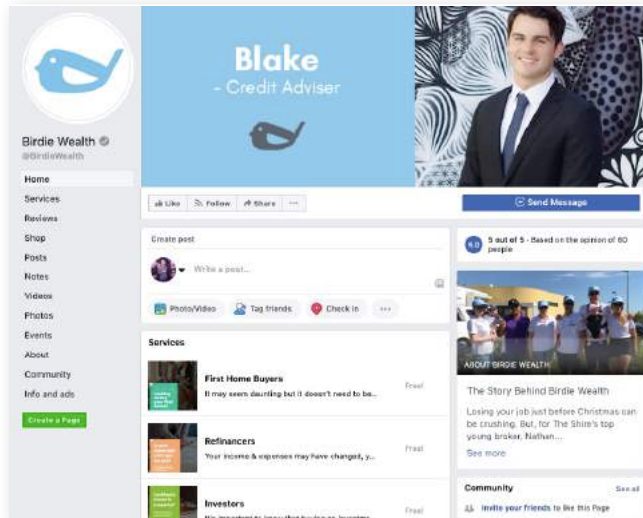 Blake
- Credit Adviser
Birdie Wealth
@BirdieWealth
Home
Services
Reviews
Shop
Posts
Notes
Videos
Photos
Events
About
Community
Info and ads
Create a Page
Like
Follow
Share
Send Message
Create post
Write a post...
Photo/Video
Tag friends
Check in
Services
First Home Buyers
It may seem daunting but it doesn't need to be...
Free!
Refinancers
Your income & expenses may have changed, y...
Free!
Investors
5.0
5 out of 5 - Based on the opinion of 60
people
ABOUT BIRDIE WEALTH
The Story Behind Birdie Wealth
Losing your job just before Christmas can
be crushing. But, for The Shire's top
young broker, Nathan...
See more
Community
See all
Invite your friends to like this Page